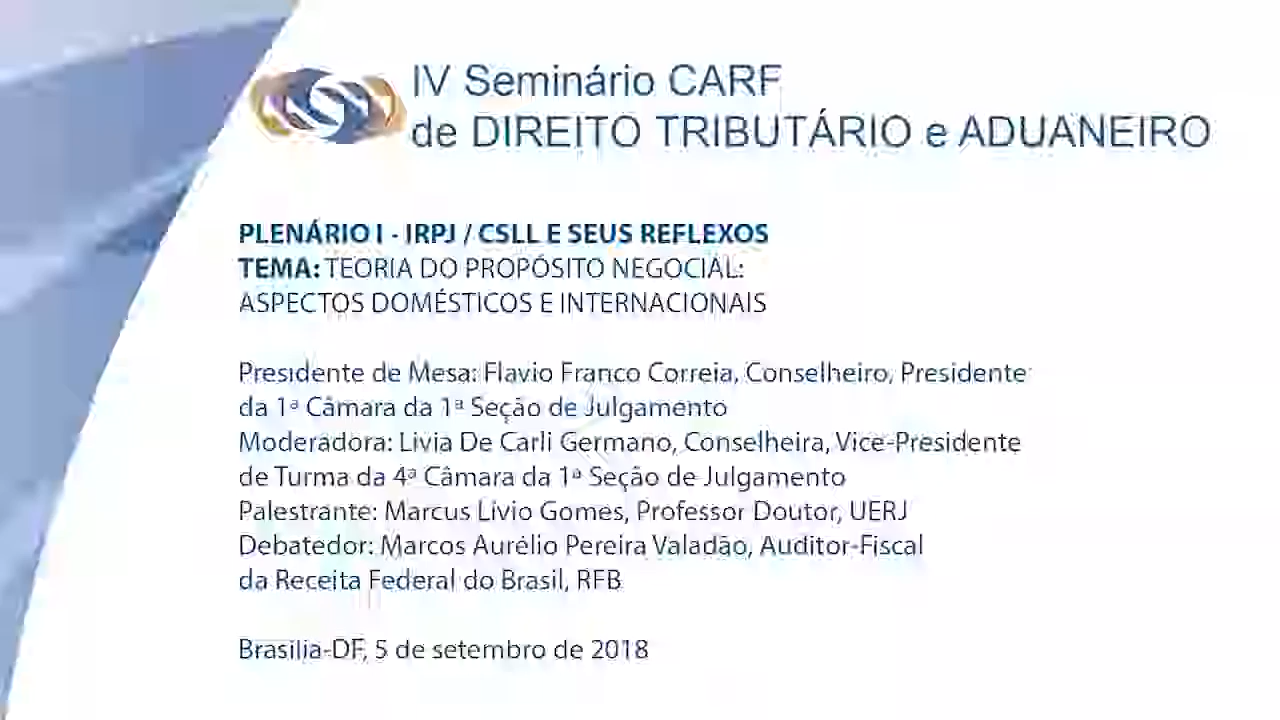 IV Seminário CARF
de DIREITO TRIBUTÁRIO e ADUANEIRO
PLENÁRIO I - IRPJ / CSLL E SEUS REFLEXOS
TEMA: TEORIA DO PROPÓSITO NEGOCIAL:
ASPECTOS DOMÉSTICOS E INTERNACIONAIS
Presidente de Mesa: Flavio Franco Correia, Conselheiro, Presidente
da 1ª Câmara da 1ª Seção de Julgamento
Moderadora: Livia De Carli Germano, Conselheira, Vice-Presidente
de Turma da 4ª Câmara da 1ª Seção de Julgamento
Palestrante: Marcus Lívio Gomes, Professor Doutor, UERJ
Debatedor: Marcos Aurélio Pereira Valadão, Auditor-Fiscal
da Receita Federal do Brasil, RFB
Brasília-DF, 5 de setembro de 2018